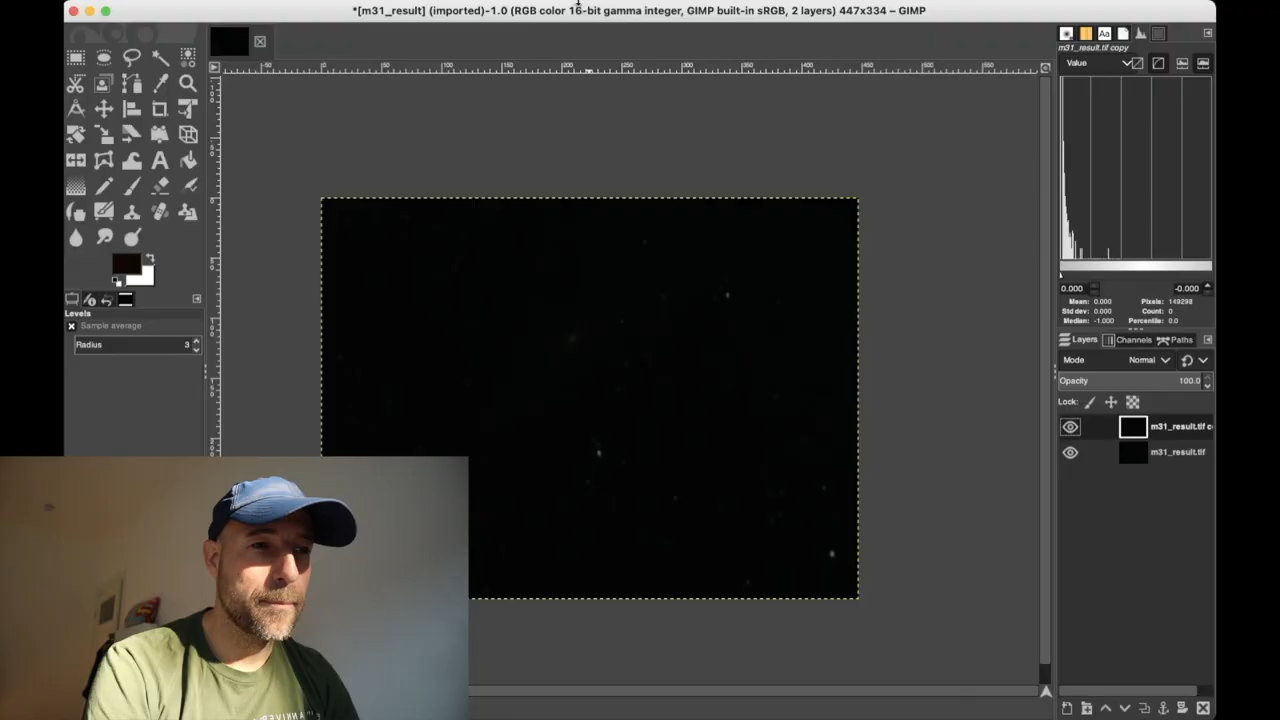 *[m31_result] (imported)-1.0 (RGB color 16-bit gamma integer, GIMP built-in sRGB, 2 layers) 447x334 – GIMP
m31_result.tif copy
Value
0.000
-0.000
Mean: 0.000
Pixels: 149298
Std dev: 0.000
Count: 0
Median: -1.000
Percentile: 0.0
Levels
Sample average
Radius 3
Layers
Channels
Paths
Mode Normal
Opacity 100.0
Lock:
m31_result.tif c
m31_result.tif